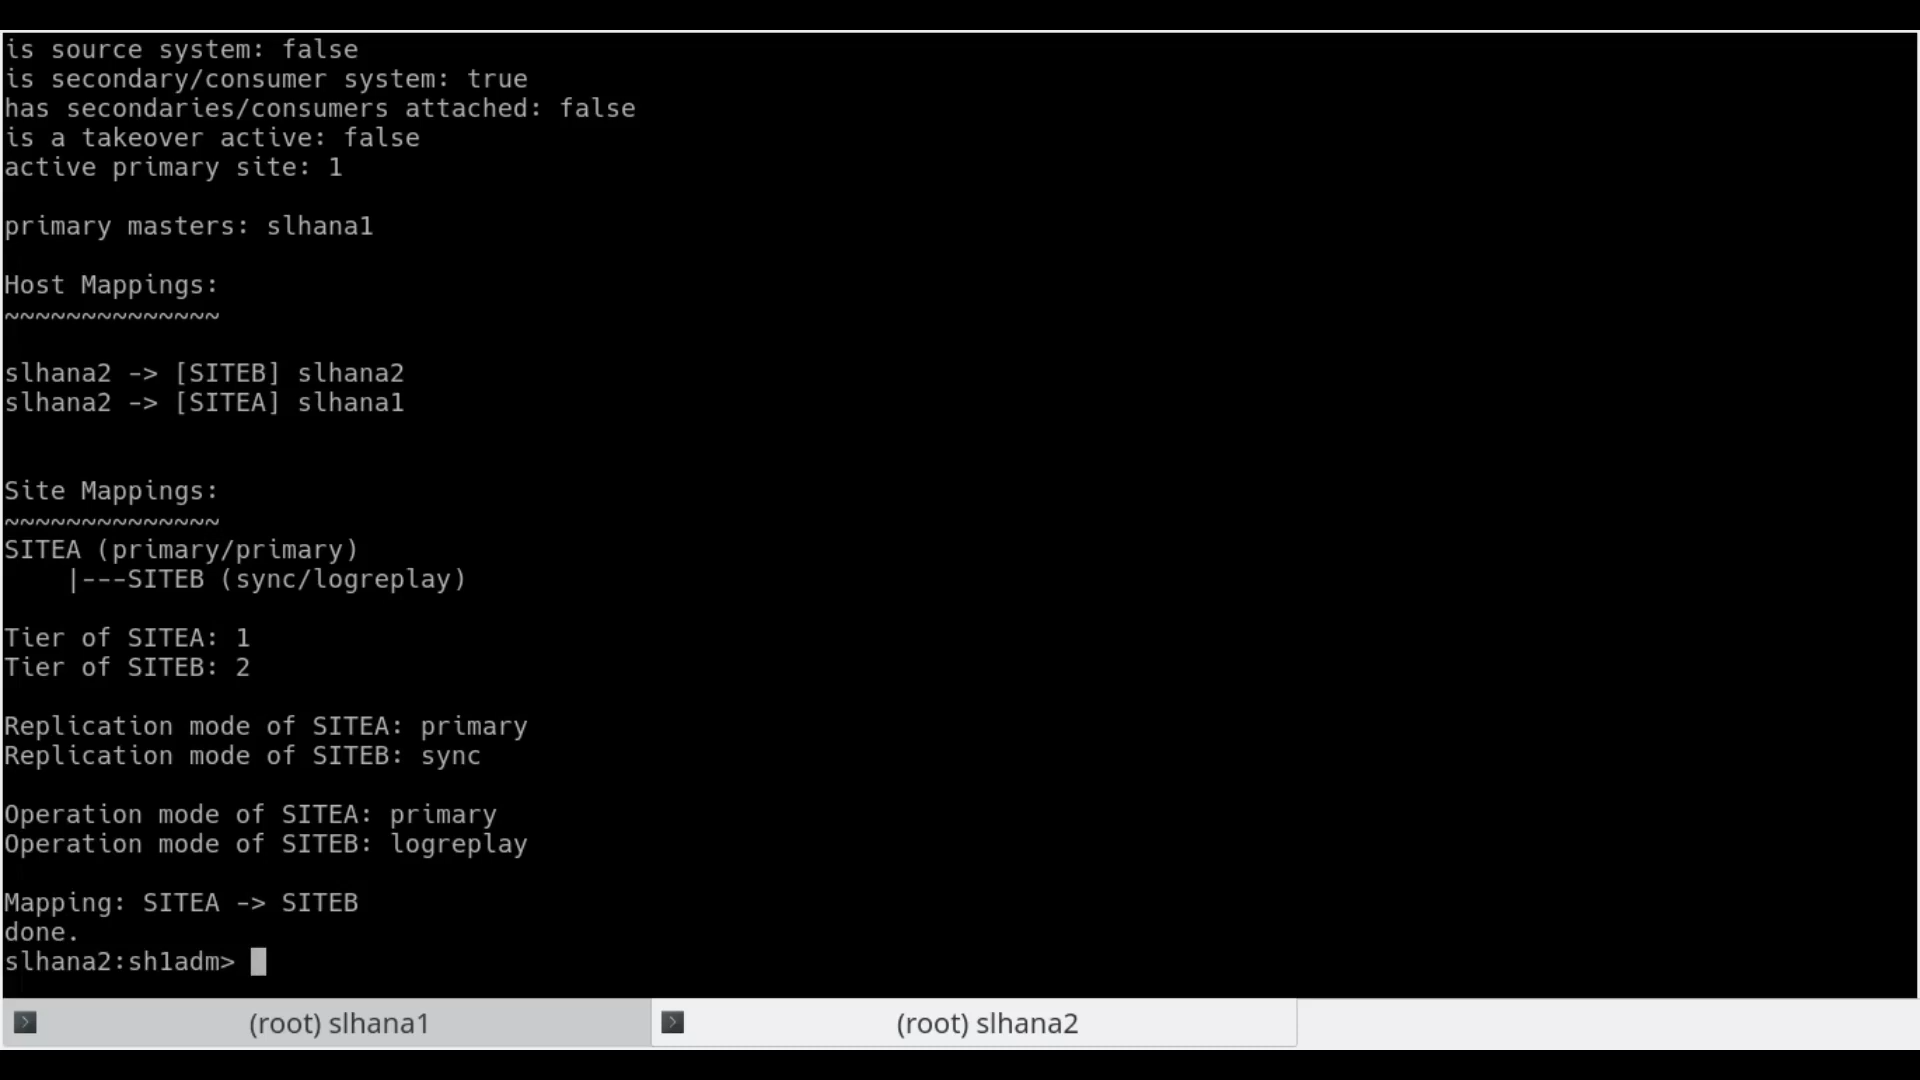 is source system: false
is secondary/consumer system: true
has secondaries/consumers attached: false
is a takeover active: false
active primary site: 1
primary masters: slhana1
Host Mappings:
~~~~~~~~~~~~~~
slhana2 -> [SITEB] slhana2
slhana2 -> [SITEA] slhana1
Site Mappings:
~~~~~~~~~~~~~~
SITEA (primary/primary)
    |---SITEB (sync/logreplay)
Tier of SITEA: 1
Tier of SITEB: 2
Replication mode of SITEA: primary
Replication mode of SITEB: sync
Operation mode of SITEA: primary
Operation mode of SITEB: logreplay
Mapping: SITEA -> SITEB
done.
slhana2:sh1adm>
(root) slhana1
(root) slhana2